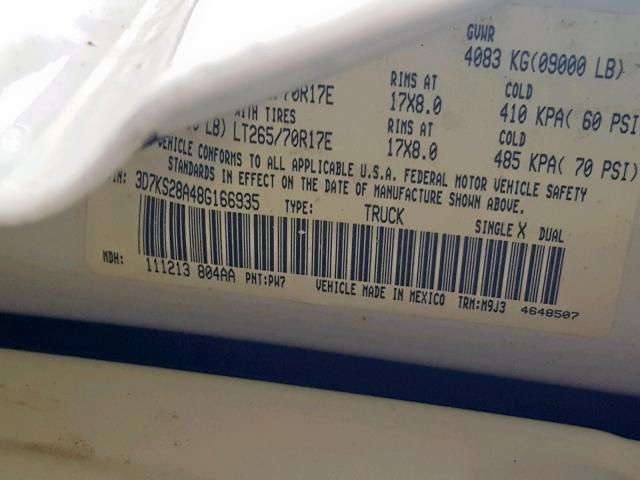 GVWR
4083 KG(09000 LB)
/70R17E RIMS AT 17X8.0 COLD 410 KPA( 60 PSI
WITH TIRES
LB) LT265/70R17E RIMS AT 17X8.0 COLD 485 KPA( 70 PSI)
VEHICLE CONFORMS TO ALL APPLICABLE U.S.A. FEDERAL MOTOR VEHICLE SAFETY
STANDARDS IN EFFECT ON THE DATE OF MANUFACTURE SHOWN ABOVE.
3D7KS28A48G166935 TYPE: TRUCK SINGLE X DUAL
MDH: 111213 804AA PNT:PW7 VEHICLE MADE IN MEXICO TRM:M9J3 4648507